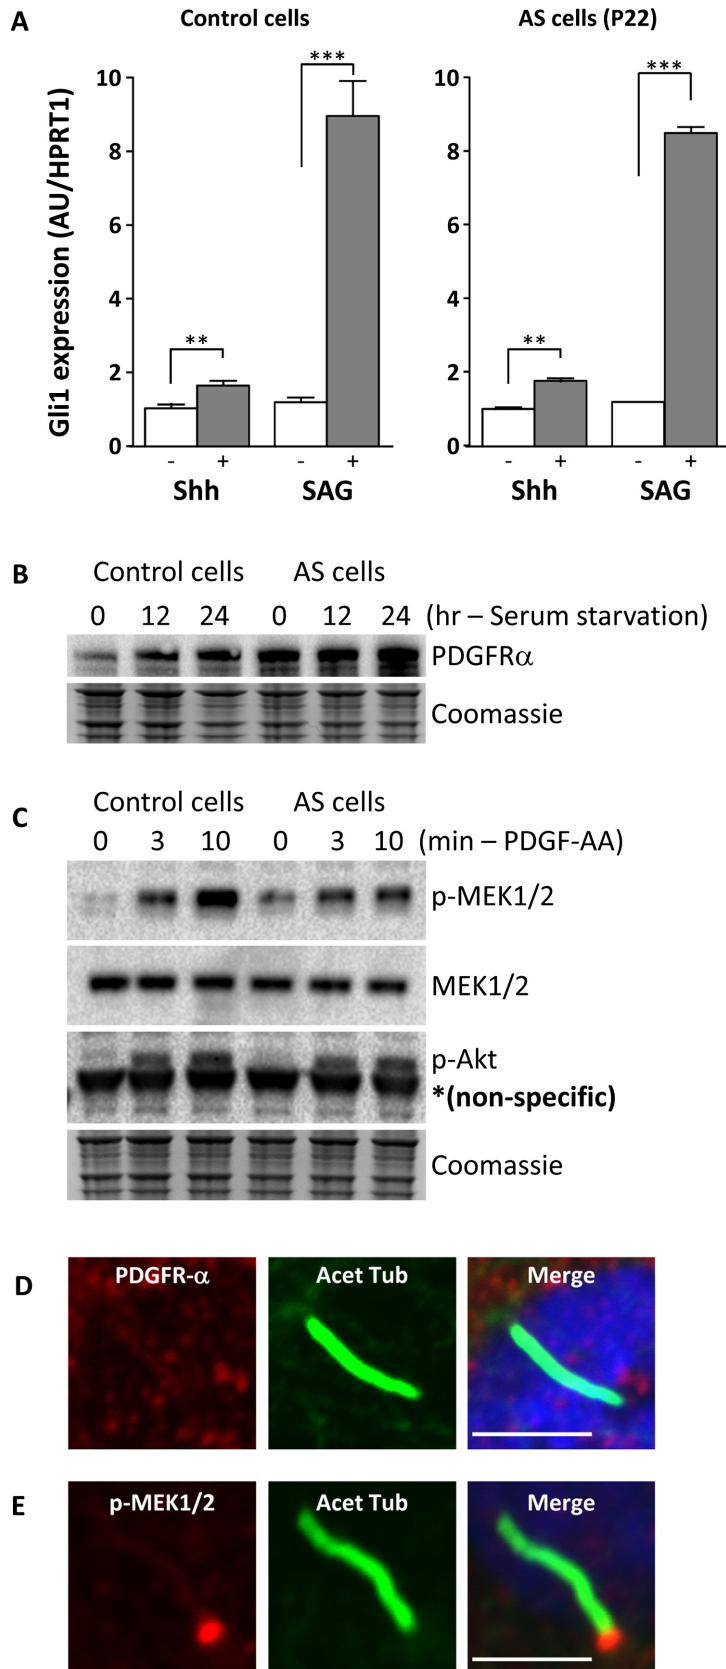 A
Control cells
AS cells (P22)
Gli1 expression (AU/HPRT1)
10
8
6
4
2
0
***
**
- + - +
Shh SAG
10
8
6
4
2
0
***
**
- + - +
Shh SAG
B
Control cells AS cells
0 12 24 0 12 24 (hr – Serum starvation)
PDGFRα
Coomassie
C
Control cells AS cells
0 3 10 0 3 10 (min – PDGF-AA)
p-MEK1/2
MEK1/2
p-Akt
*(non-specific)
Coomassie
D
PDGFR-α Acet Tub Merge
E
p-MEK1/2 Acet Tub Merge